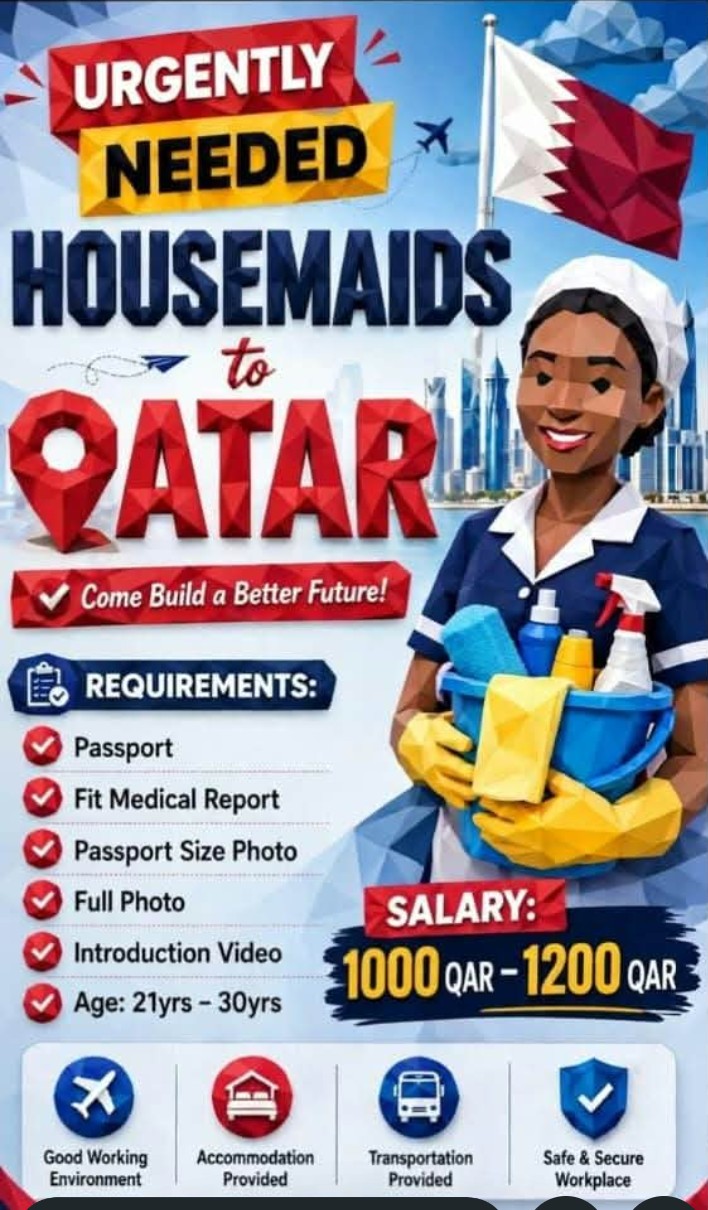 URGENTLY
NEEDED
HOUSEMAIDS
to
QATAR
Come Build a Better Future!
REQUIREMENTS:
Passport
Fit Medical Report
Passport Size Photo
Full Photo
Introduction Video
Age: 21yrs – 30yrs
SALARY:
1000 QAR – 1200 QAR
Good Working
Environment
Accommodation
Provided
Transportation
Provided
Safe & Secure
Workplace